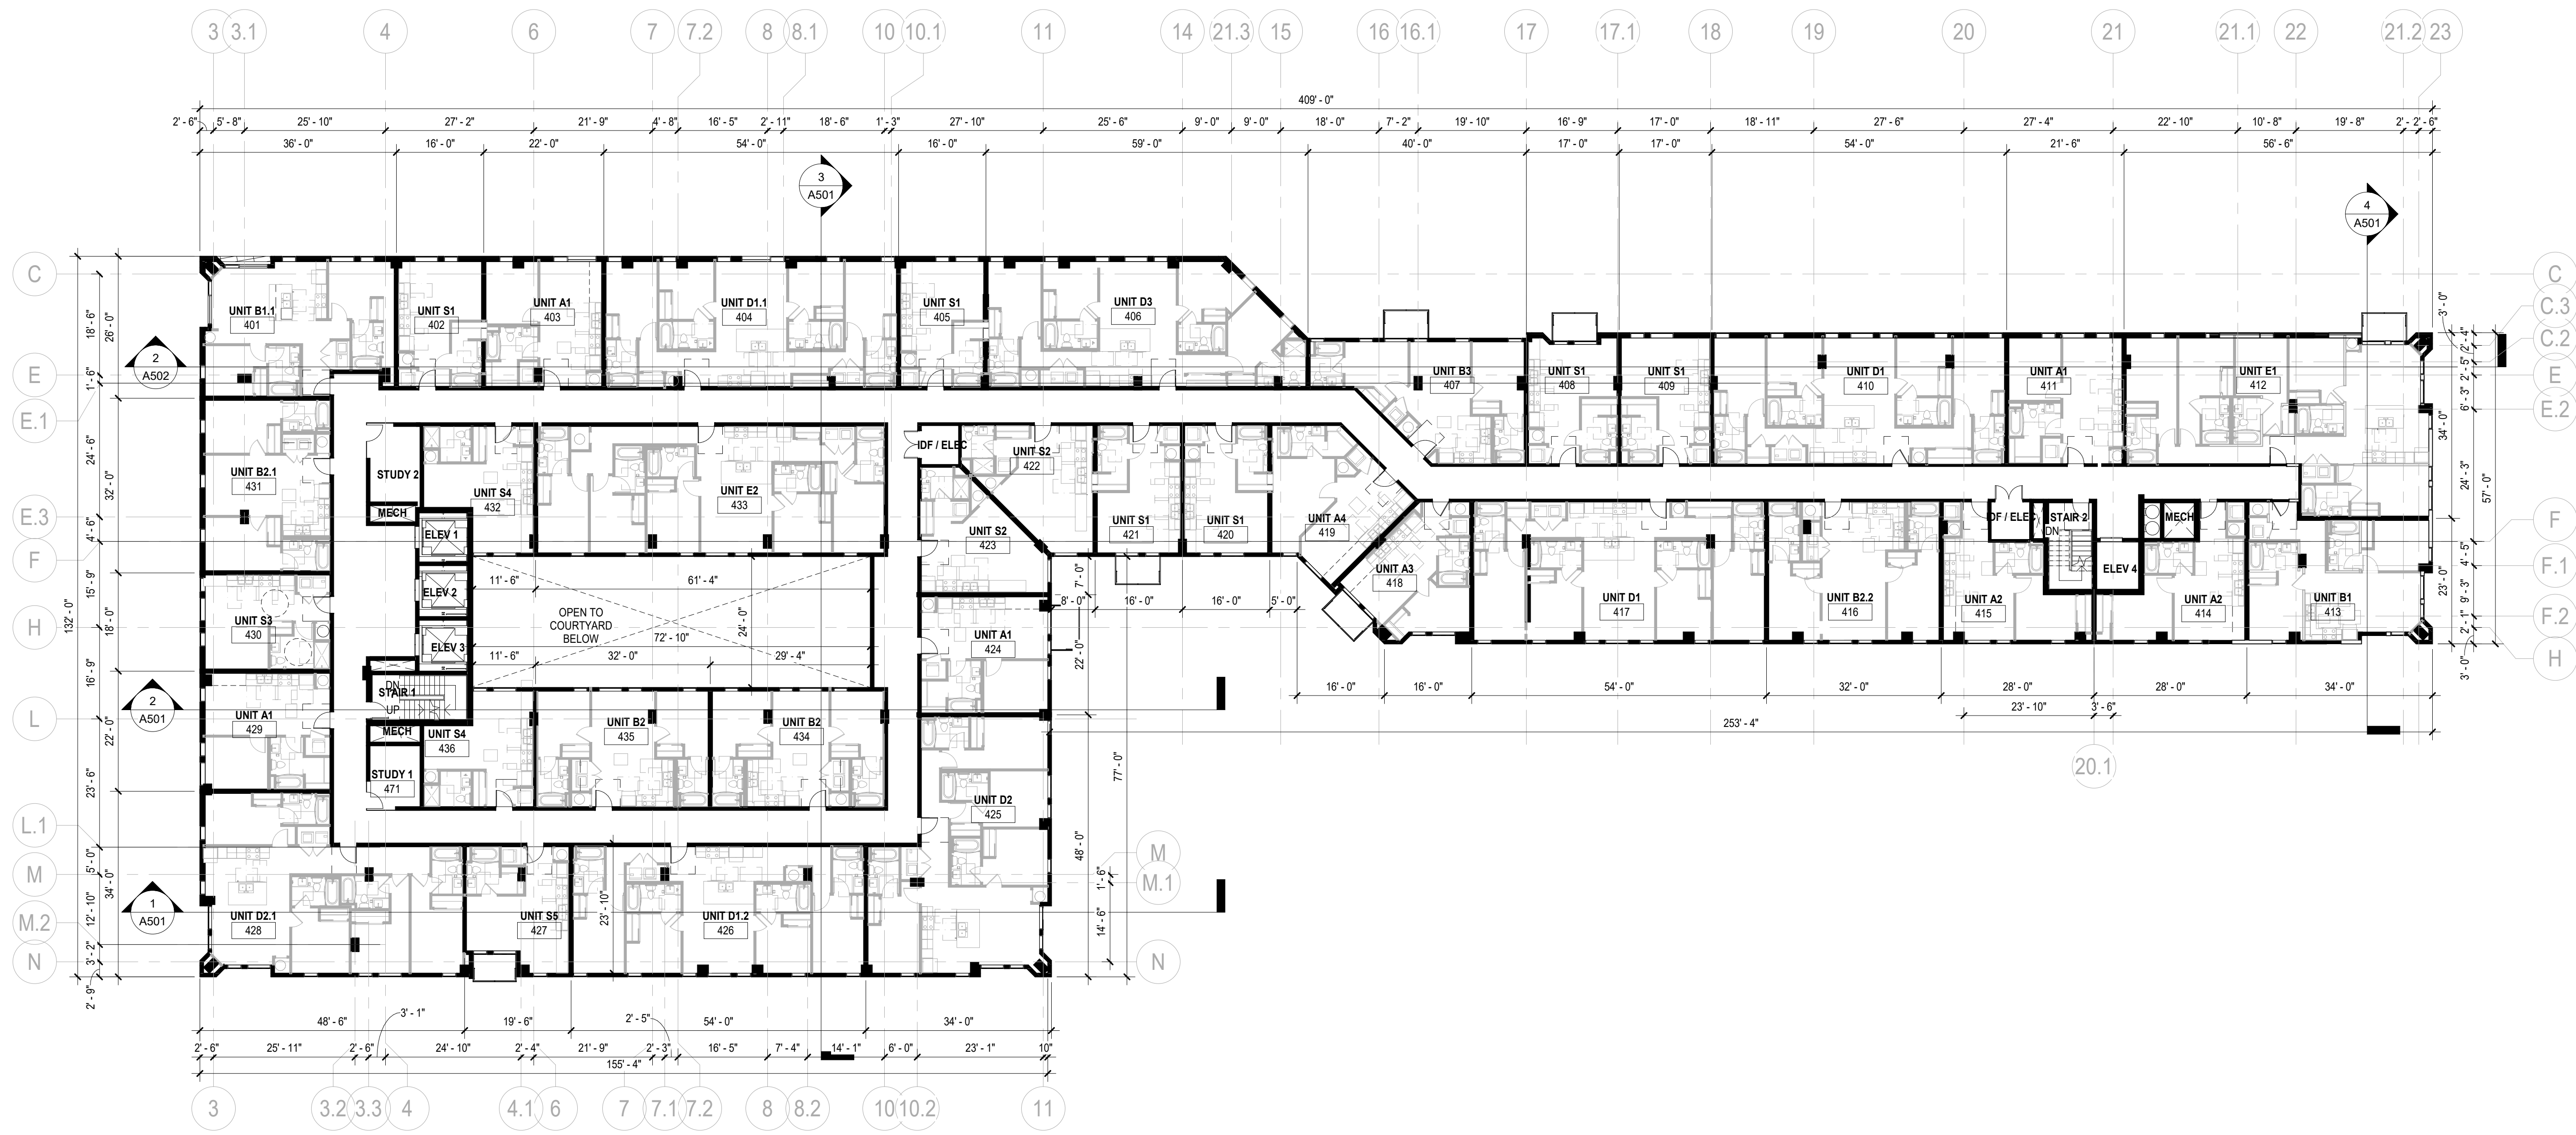 3 3.1 4 6 7 7.2 8 8.1 10 10.1 11 14 21.3 15 16 16.1 17 17.1 18 19 20 21 21.1 22 21.2 23
409' - 0"
2' - 6" 5' - 8" 25' - 10" 27' - 2" 21' - 9" 4' - 8" 16' - 5" 2' - 11" 18' - 6" 1' - 3" 27' - 10" 25' - 6" 9' - 0" 9' - 0" 18' - 0" 7' - 2" 19' - 10" 16' - 9" 17' - 0" 18' - 11" 27' - 6" 27' - 4" 22' - 10" 10' - 8" 19' - 8" 2' - 2' - 6"
36' - 0" 16' - 0" 22' - 0" 54' - 0" 16' - 0" 59' - 0" 40' - 0" 17' - 0" 17' - 0" 54' - 0" 21' - 6" 56' - 6"
3
A501
4
A501
C
E
E.1
E.3
F
H
L
L.1
M
M.2
N
132' - 0"
18' - 6"
26' - 0"
1' - 6"
24' - 6"
32' - 0"
4' - 6"
15' - 9"
18' - 0"
16' - 9"
22' - 0"
23' - 6"
5' - 0"
34' - 0"
12' - 10"
3' - 2"
2' - 9"
2
A502
2
A501
1
A501
UNIT B1.1
401
UNIT S1
402
UNIT A1
403
UNIT D1.1
404
UNIT S1
405
UNIT D3
406
UNIT B3
407
UNIT S1
408
UNIT S1
409
UNIT D1
410
UNIT A1
411
UNIT E1
412
UNIT B2.1
431
STUDY 2
MECH
UNIT S4
432
UNIT E2
433
IDF / ELEC
UNIT S2
422
UNIT S2
423
UNIT S1
421
UNIT S1
420
UNIT A4
419
UNIT A3
418
UNIT D1
417
UNIT B2.2
416
UNIT A2
415
IDF / ELEC
STAIR 2
DN
ELEV 4
MECH
UNIT A2
414
UNIT B1
413
ELEV 1
ELEV 2
ELEV 3
UNIT S3
430
11' - 6" 61' - 4"
OPEN TO
COURTYARD
BELOW
72' - 10"
24' - 0"
11' - 6" 32' - 0" 29' - 4"
UNIT A1
424
7' - 0"
8' - 0" 16' - 0" 16' - 0" 5' - 0"
22' - 0"
UNIT A1
429
DN
STAIR 1
UP
MECH
STUDY 1
471
UNIT S4
436
UNIT B2
435
UNIT B2
434
UNIT D2
425
77' - 0"
48' - 0"
1' - 6"
14' - 6"
M
M.1
N
UNIT D2.1
428
UNIT S5
427
23' - 10"
UNIT D1.2
426
16' - 0" 16' - 0" 54' - 0" 32' - 0" 28' - 0" 28' - 0" 34' - 0"
23' - 10" 3' - 6"
253' - 4"
20.1
C
C.3
C.2
E
E.2
F
F.1
F.2
H
3' - 0"
2' - 4"
2' - 5"
6' - 3"
34' - 0"
24' - 3"
57' - 0"
4' - 5"
9' - 3"
23' - 0"
2' - 1"
3' - 0"
48' - 6" 3' - 1" 19' - 6" 2' - 5" 54' - 0" 34' - 0"
2' - 6" 25' - 11" 2' - 6" 24' - 10" 2' - 4" 21' - 9" 2' - 3" 16' - 5" 7' - 4" 14' - 1" 6' - 0" 23' - 1" 10"
155' - 4"
3 3.2 3.3 4 4.1 6 7 7.1 7.2 8 8.2 10 10.2 11